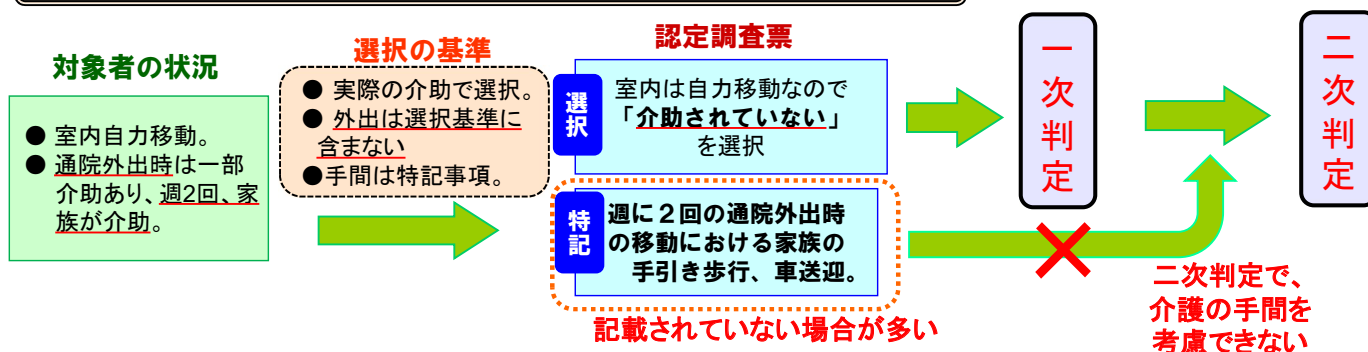 対象者の状況
● 室内自力移動。
● 通院外出時は一部
介助あり、週2回、家
族が介助。
選択の基準
● 実際の介助で選択。
● 外出は選択基準に
含まない
●手間は特記事項。
認定調査票
選択
室内は自力移動なので
「介助されていない」
を選択
特記
週に２回の通院外出時
の移動における家族の
手引き歩行、車送迎。
記載されていない場合が多い
一次判定
二次判定
二次判定で、
介護の手間を
考慮できない